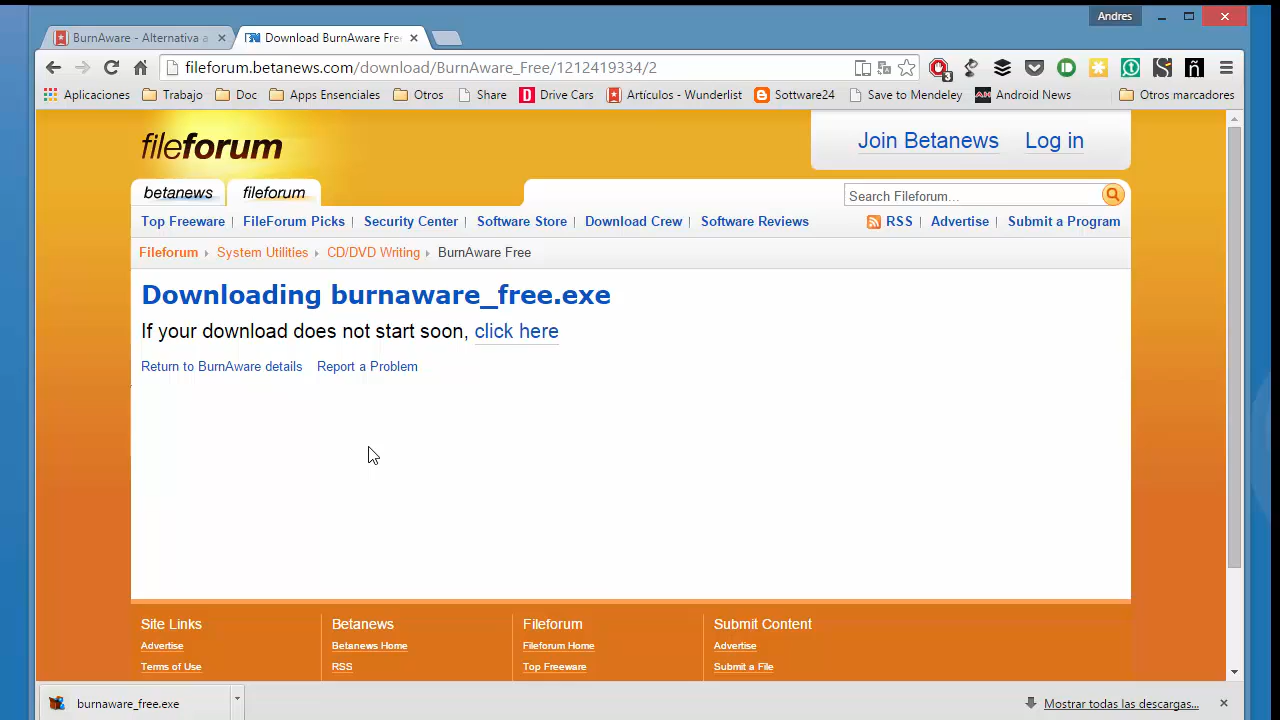 Andres
BurnAware - Alternativa a
Download BurnAware Fre
fileforum.betanews.com/download/BurnAware_Free/1212419334/2
3
ñ
Aplicaciones Trabajo Doc Apps Enseciales Otros Share Drive Cars Artículos - Wunderlist Sottware24 Save to Mendeley Android News Otros marcadores
fileforum
Join Betanews Log in
betanews fileforum
Search Fileforum...
Top Freeware | FileForum Picks | Security Center | Software Store | Download Crew | Software Reviews RSS | Advertise | Submit a Program
Fileforum System Utilities CD/DVD Writing BurnAware Free
Downloading burnaware_free.exe
If your download does not start soon, click here
Return to BurnAware details Report a Problem
Site Links Betanews Fileforum Submit Content
Advertise Betanews Home Fileforum Home Advertise
Terms of Use RSS Top Freeware Submit a File
burnaware_free.exe Mostrar todas las descargas...